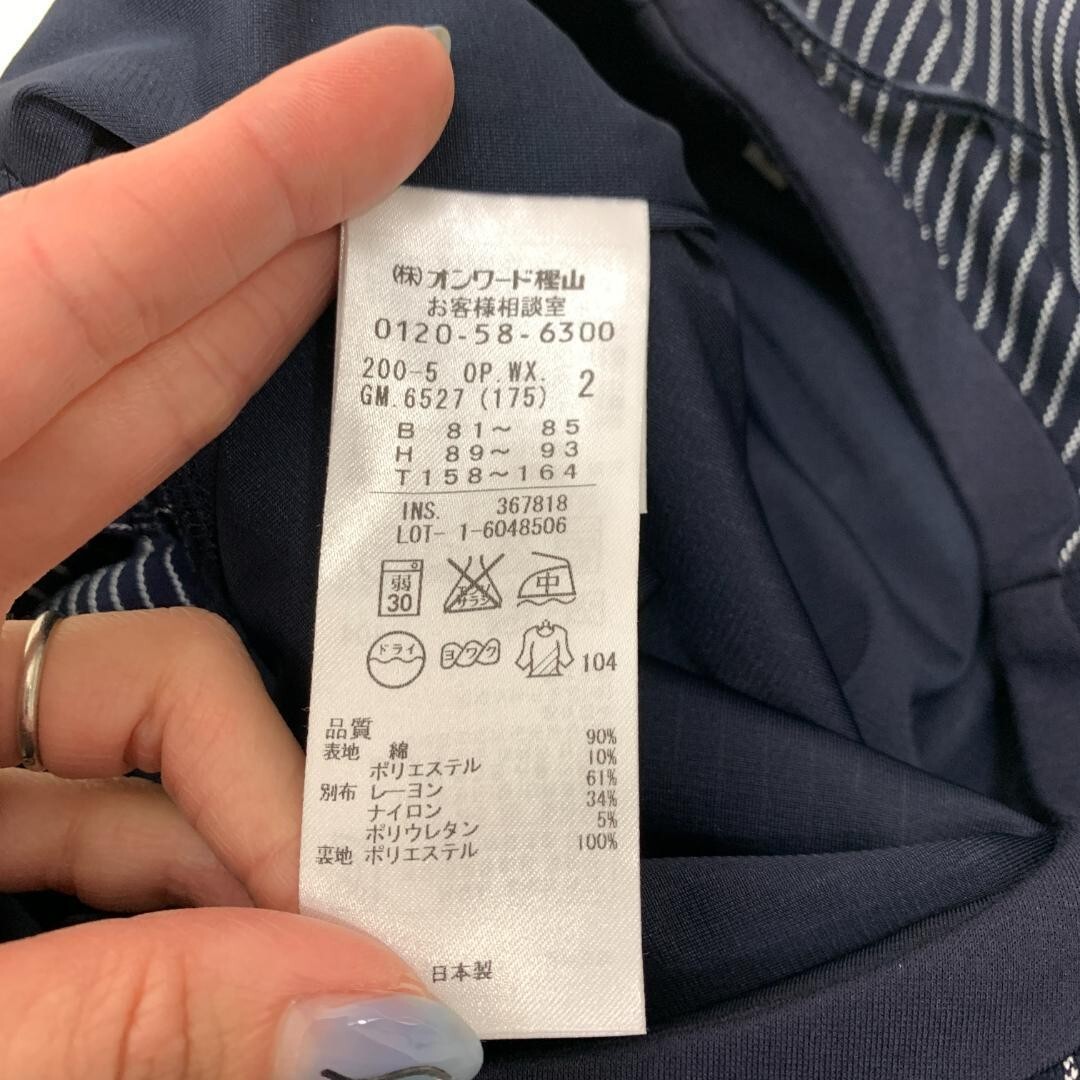 (株)オンワード樫山
お客様相談室
0120-58-6300
200-5 OP.WX. 2
GM.6527 (175)
B 81～ 85
H 89～ 93
T158～164
INS. 367818
LOT- 1-6048506
弱 中
30
ドライ ヨワク 104
品質
表地 綿 90%
ポリエステル 10%
別布 レーヨン 61%
ナイロン 34%
ポリウレタン 5%
裏地 ポリエステル 100%
日本製